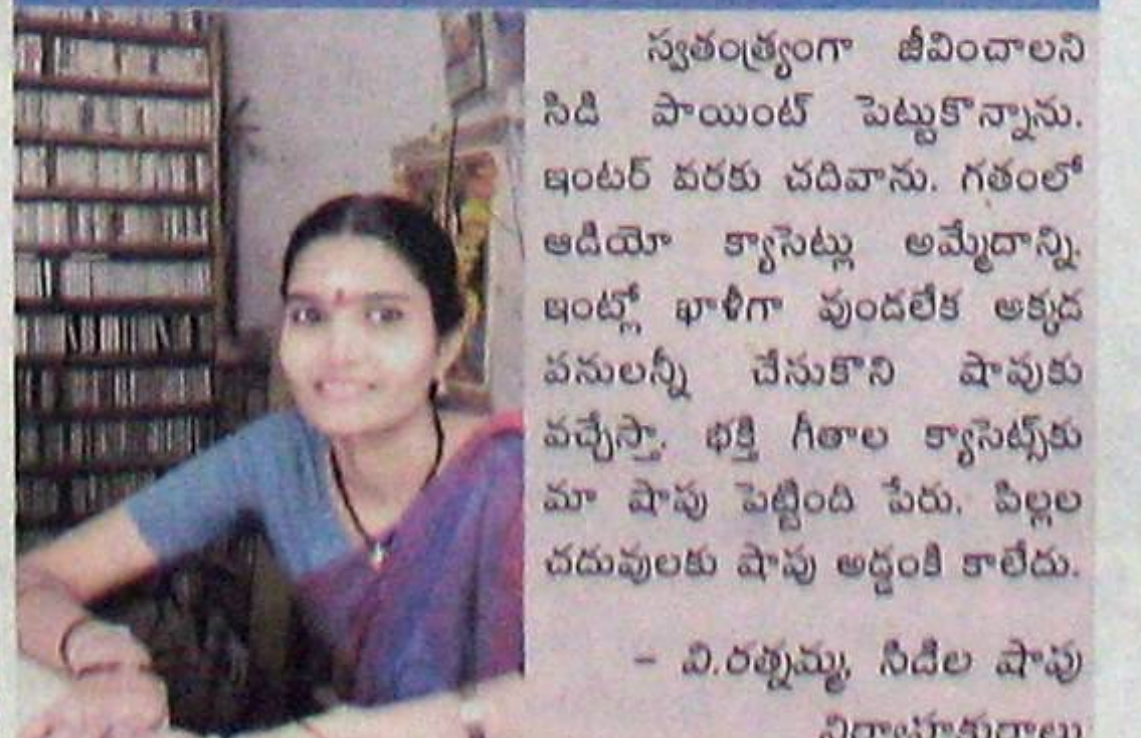 స్వతంత్ర్యంగా జీవించాలని
సిడి పాయింట్ పెట్టుకొన్నాను.
ఇంటర్ వరకు చదివాను. గతంలో
ఆడియో క్యాసెట్లు అమ్మేదాన్ని.
ఇంట్లో ఖాళీగా వుండలేక అక్కడ
పనులన్నీ చేసుకొని షాపుకు
వచ్చేస్తా. భక్తి గీతాల క్యాసెట్స్‌కు
మా షాపు పెట్టింది పేరు. పిల్లల
చదువులకు షాపు అడ్డంకి కాలేదు.
– వి.రత్నమ్మ, సీడీల షాపు
నిర్వాహకురాలు